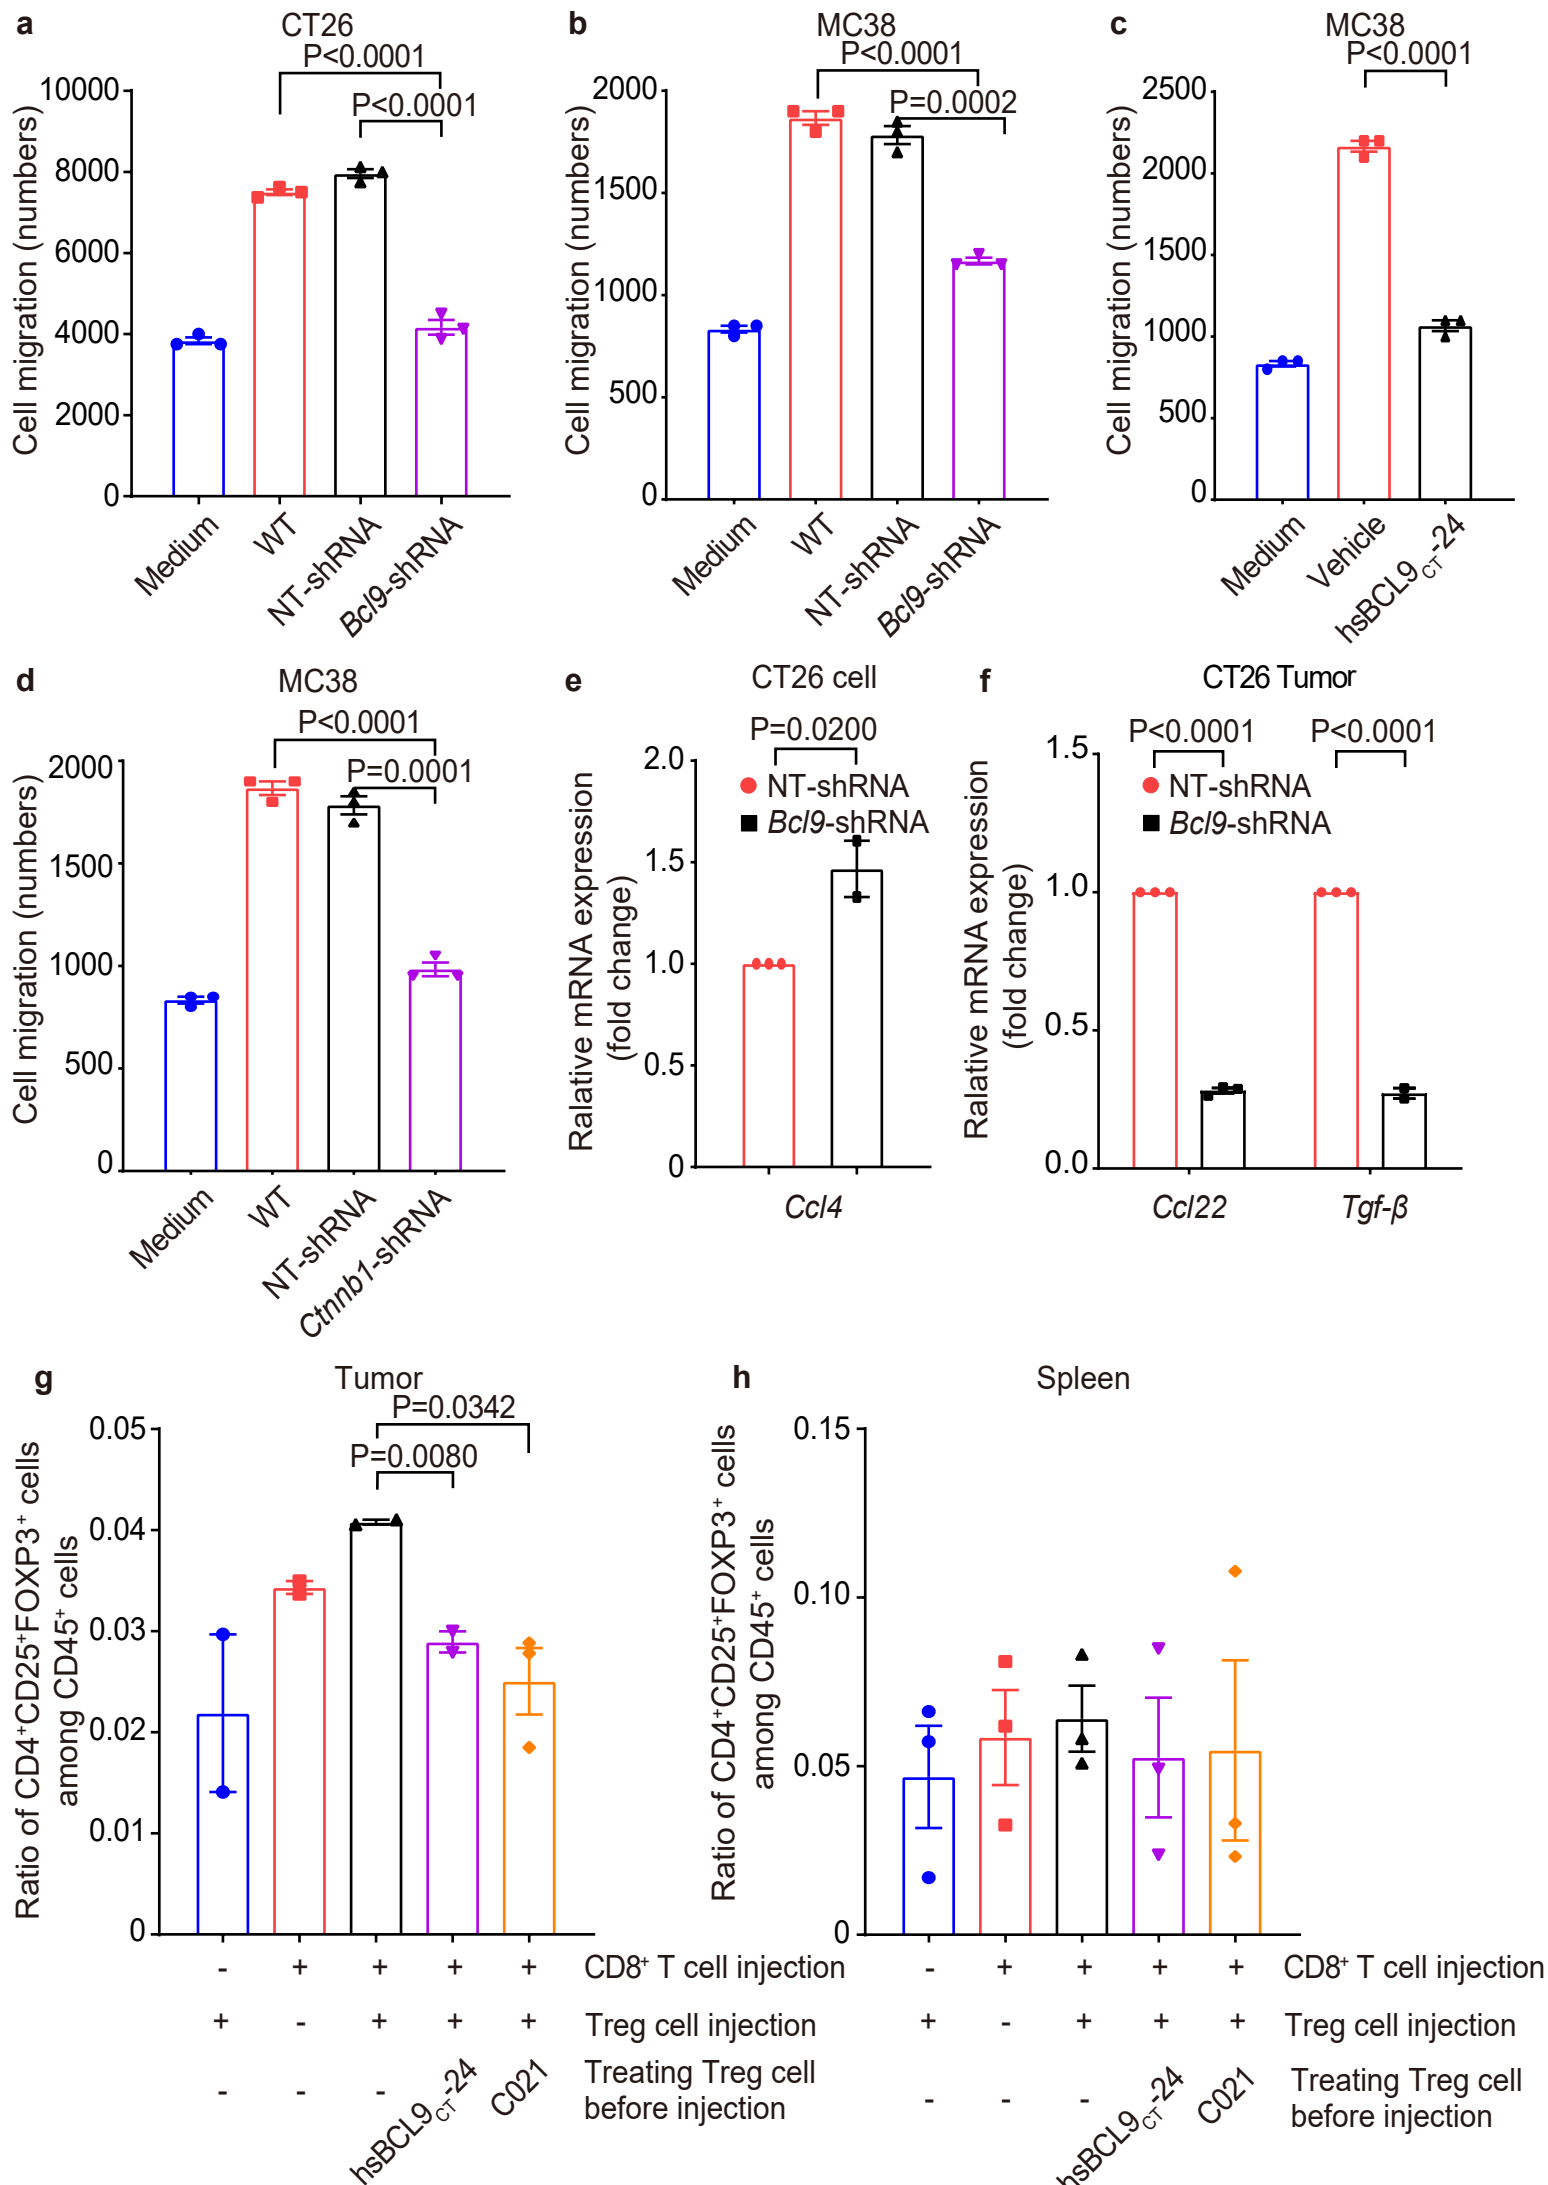 a
CT26
P<0.0001
P<0.0001
Cell migration (numbers)
10000
8000
6000
4000
2000
0
Medium
WT
NT-shRNA
Bcl9-shRNA
b
MC38
P<0.0001
P=0.0002
Cell migration (numbers)
2000
1500
1000
500
0
Medium
WT
NT-shRNA
Bcl9-shRNA
c
MC38
P<0.0001
Cell migration (numbers)
2500
2000
1500
1000
500
0
Medium
Vehicle
hsBCL9CT-24
d
MC38
P<0.0001
P=0.0001
Cell migration (numbers)
2000
1500
1000
500
0
Medium
WT
NT-shRNA
Ctnnb1-shRNA
e
CT26 cell
P=0.0200
NT-shRNA
Bcl9-shRNA
Ralative mRNA expression
(fold change)
2.0
1.5
1.0
0.5
0
Ccl4
f
CT26 Tumor
P<0.0001
P<0.0001
NT-shRNA
Bcl9-shRNA
Ralative mRNA expression
(fold change)
1.5
1.0
0.5
0.0
Ccl22
Tgf-β
g
Tumor
P=0.0342
P=0.0080
Ratio of CD4+CD25+FOXP3+ cells
among CD45+ cells
0.05
0.04
0.03
0.02
0.01
0
- + + + + CD8+ T cell injection
+ - + + + Treg cell injection
- - - hsBCL9CT-24 C021 Treating Treg cell
before injection
h
Spleen
Ratio of CD4+CD25+FOXP3+ cells
among CD45+ cells
0.15
0.10
0.05
0
- + + + + CD8+ T cell injection
+ - + + + Treg cell injection
- - - hsBCL9CT-24 C021 Treating Treg cell
before injection